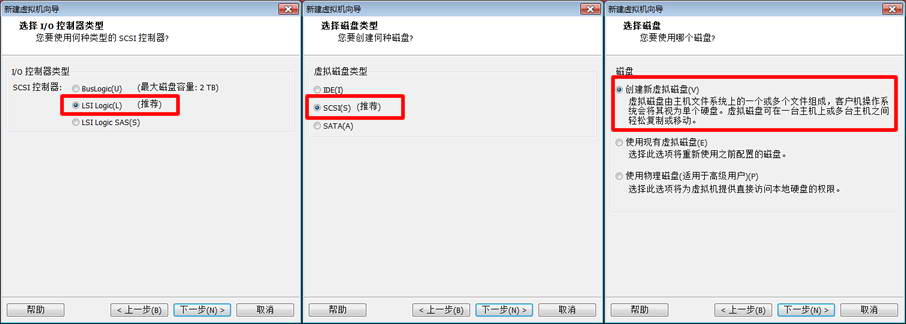 新建虚拟机向导
选择 I/O 控制器类型
您要使用何种类型的 SCSI 控制器?
I/O 控制器类型
SCSI 控制器:
BusLogic(U) (最大磁盘容量: 2 TB)
LSI Logic(L) (推荐)
LSI Logic SAS(S)
帮助
< 上一步(B)
下一步(N) >
取消
新建虚拟机向导
选择磁盘类型
您要创建何种磁盘?
虚拟磁盘类型
IDE(I)
SCSI(S) (推荐)
SATA(A)
帮助
< 上一步(B)
下一步(N) >
取消
新建虚拟机向导
选择磁盘
您要使用哪个磁盘?
磁盘
创建新虚拟磁盘(V)
虚拟磁盘由主机文件系统上的一个或多个文件组成，客户机操作系
统会将其视为单个硬盘。虚拟磁盘可在一台主机上或多台主机之间
轻松复制或移动。
使用现有虚拟磁盘(E)
选择此选项将重新使用之前配置的磁盘。
使用物理磁盘(适用于高级用户)(P)
选择此选项将为虚拟机提供直接访问本地硬盘的权限。
帮助
< 上一步(B)
下一步(N) >
取消